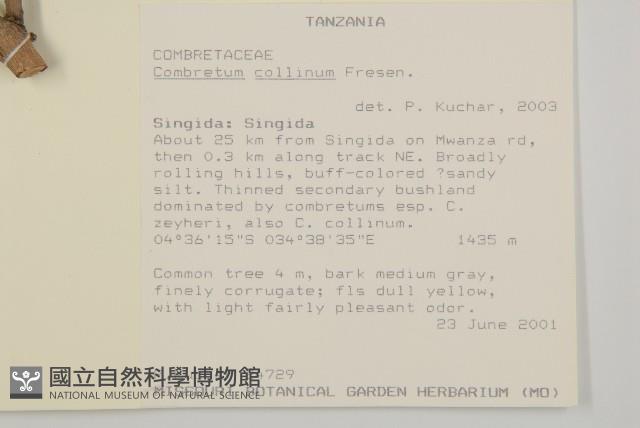 TANZANIA
COMBRETACEAE
Combretum collinum Fresen.
det. P. Kuchar, 2003
Singida: Singida
About 25 km from Singida on Mwanza rd,
then 0.3 km along track NE. Broadly
rolling hills, buff-colored ?sandy
silt. Thinned secondary bushland
dominated by combretums esp. C.
zeyheri, also C. collinum.
04°36'15"S 034°38'35"E 1435 m
Common tree 4 m, bark medium gray,
finely corrugate; fls dull yellow,
with light fairly pleasant odor.
23 June 2001
4729
MISSOURI BOTANICAL GARDEN HERBARIUM (MO)
國立自然科學博物館
NATIONAL MUSEUM OF NATURAL SCIENCE